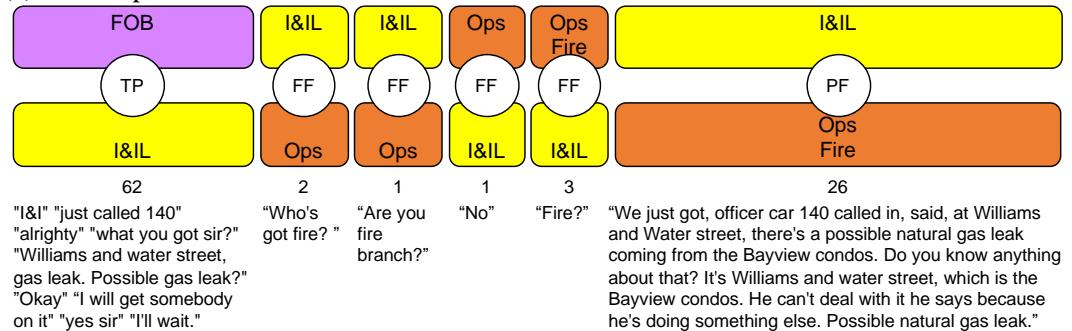 FOB I&IL I&IL Ops Ops I&IL
Fire
TP FF FF FF FF PF
Ops
I&IL Ops Ops I&IL I&IL Fire
62 2 1 1 3 26
"I&I" "just called 140"
"alrighty" "what you got sir?"
"Williams and water street,
gas leak. Possible gas leak?"
"Okay" “I will get somebody
on it" "yes sir" "I'll wait."
“Who's
got fire? ”
“Are you
fire
branch?”
“No”
“Fire?”
“We just got, officer car 140 called in, said, at Williams
and Water street, there's a possible natural gas leak
coming from the Bayview condos. Do you know anything
about that? It's Williams and water street, which is the
Bayview condos. He can't deal with it he says because
he's doing something else. Possible natural gas leak.”